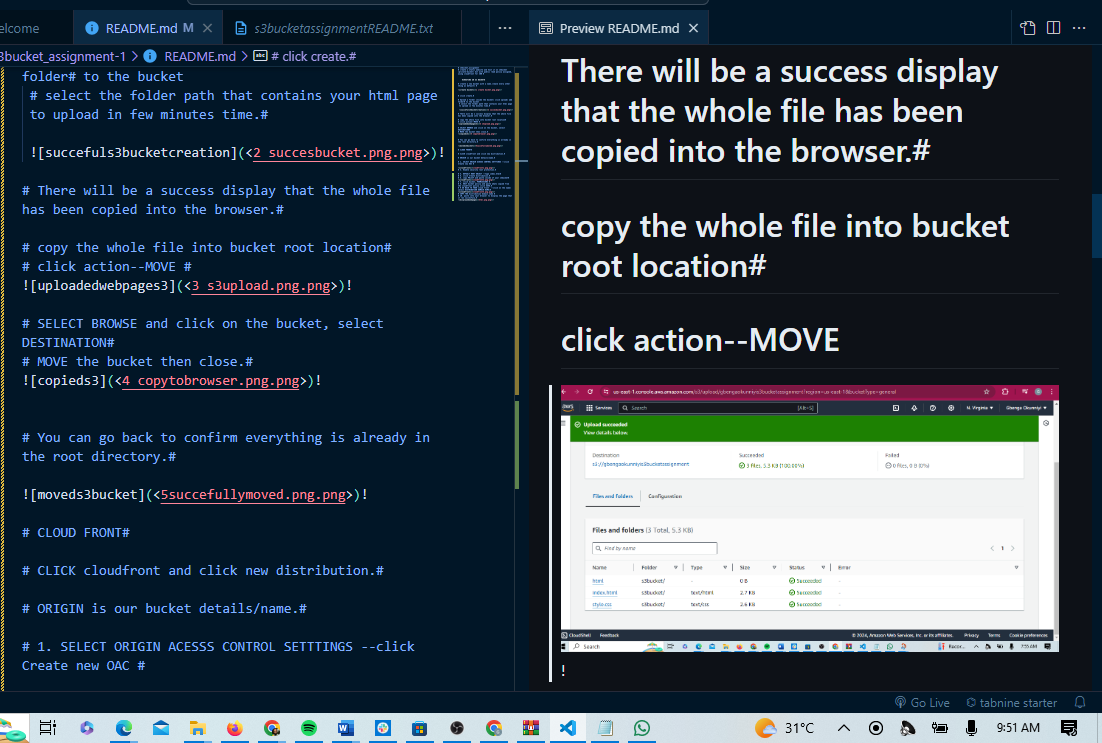 elcome
README.md M
s3bucketassignmentREADME.txt
Preview README.md
3bucket_assignment-1 > README.md > # click create.#
folder# to the bucket
# select the folder path that contains your html page
to upload in few minutes time.#
![succefuls3bucketcreation](<2 succesbucket.png.png>)!
# There will be a success display that the whole file
has been copied into the browser.#
# copy the whole file into bucket root location#
# click action--MOVE #
![uploadedwebpages3](<3 s3upload.png.png>)!
# SELECT BROWSE and click on the bucket, select
DESTINATION#
# MOVE the bucket then close.#
![copieds3](<4 copytobrowser.png.png>)!
# You can go back to confirm everything is already in
the root directory.#
![moveds3bucket](<5succefullymoved.png.png>)!
# CLOUD FRONT#
# CLICK cloudfront and click new distribution.#
# ORIGIN is our bucket details/name.#
# 1. SELECT ORIGIN ACESSS CONTROL SETTTINGS --click
Create new OAC #
There will be a success display
that the whole file has been
copied into the browser.#
copy the whole file into bucket
root location#
click action--MOVE
Services
Search
[Alt+S]
N. Virginia
Upload succeeded
View details below.
Destination
Succeeded
Failed
3 files, 5.3 KB (100.00%)
0 files, 0 B (0%)
Files and folders
Configuration
Files and folders (3 Total, 5.3 KB)
Find by name
1
Name Folder Type Size Status Error
html s3bucket/ - 0 B Succeeded -
index.html s3bucket/ text/html 2.7 KB Succeeded -
style.css s3bucket/ text/css 2.6 KB Succeeded -
CloudShell Feedback
© 2024, Amazon Web Services, Inc. or its affiliates. Privacy Terms Cookie preferences
Search
!
Go Live
tabnine starter
31°C
9:51 AM